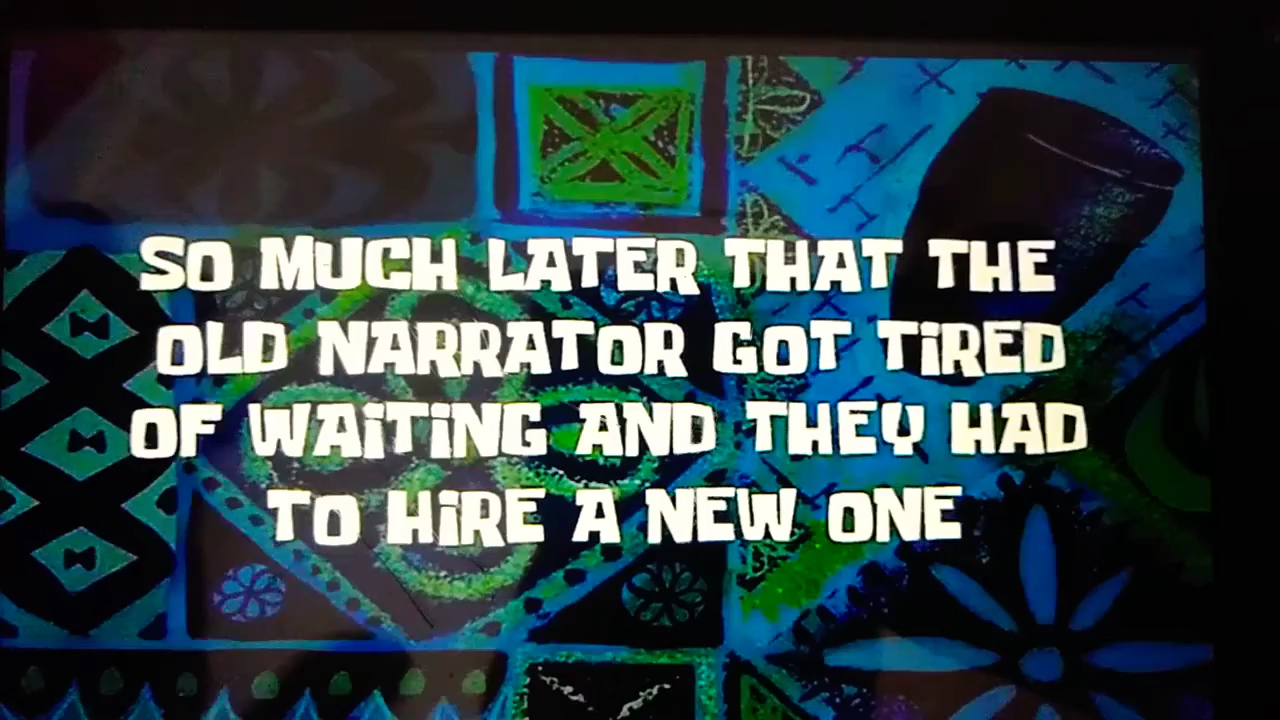 SO MUCH LATER THAT THE
OLD NARRATOR GOT TIRED
OF WAITING AND THEY HAD
TO HIRE A NEW ONE